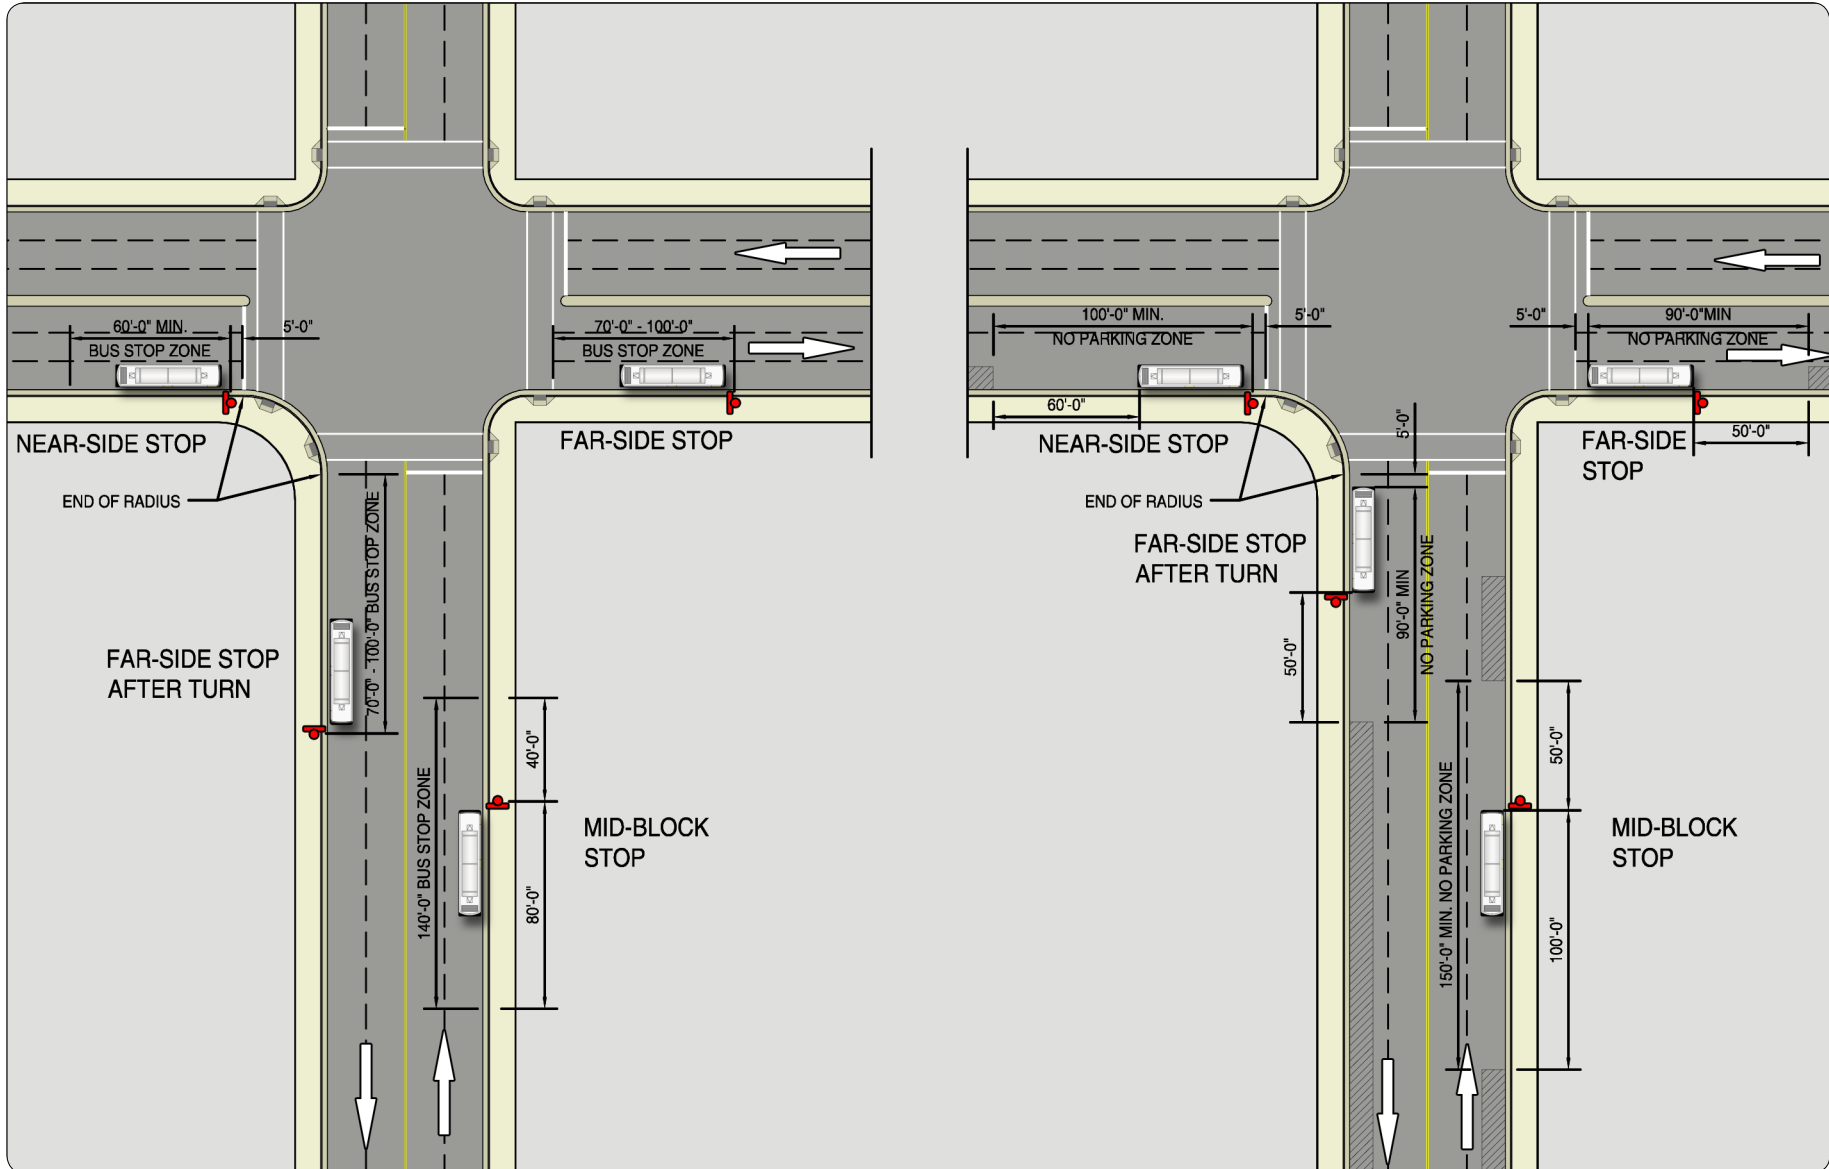 60'-0" MIN.
BUS STOP ZONE
5'-0"
70'-0" - 100'-0"
BUS STOP ZONE
NEAR-SIDE STOP
FAR-SIDE STOP
END OF RADIUS
70'-0" - 100'-0" BUS STOP ZONE
FAR-SIDE STOP
AFTER TURN
140'-0" BUS STOP ZONE
40'-0"
80'-0"
MID-BLOCK
STOP
100'-0" MIN.
NO PARKING ZONE
5'-0"
5'-0"
90'-0"MIN
NO PARKING ZONE
60'-0"
NEAR-SIDE STOP
5'-0"
FAR-SIDE
STOP
50'-0"
END OF RADIUS
FAR-SIDE STOP
AFTER TURN
90'-0" MIN
NO PARKING ZONE
50'-0"
150'-0" MIN. NO PARKING ZONE
50'-0"
100'-0"
MID-BLOCK
STOP